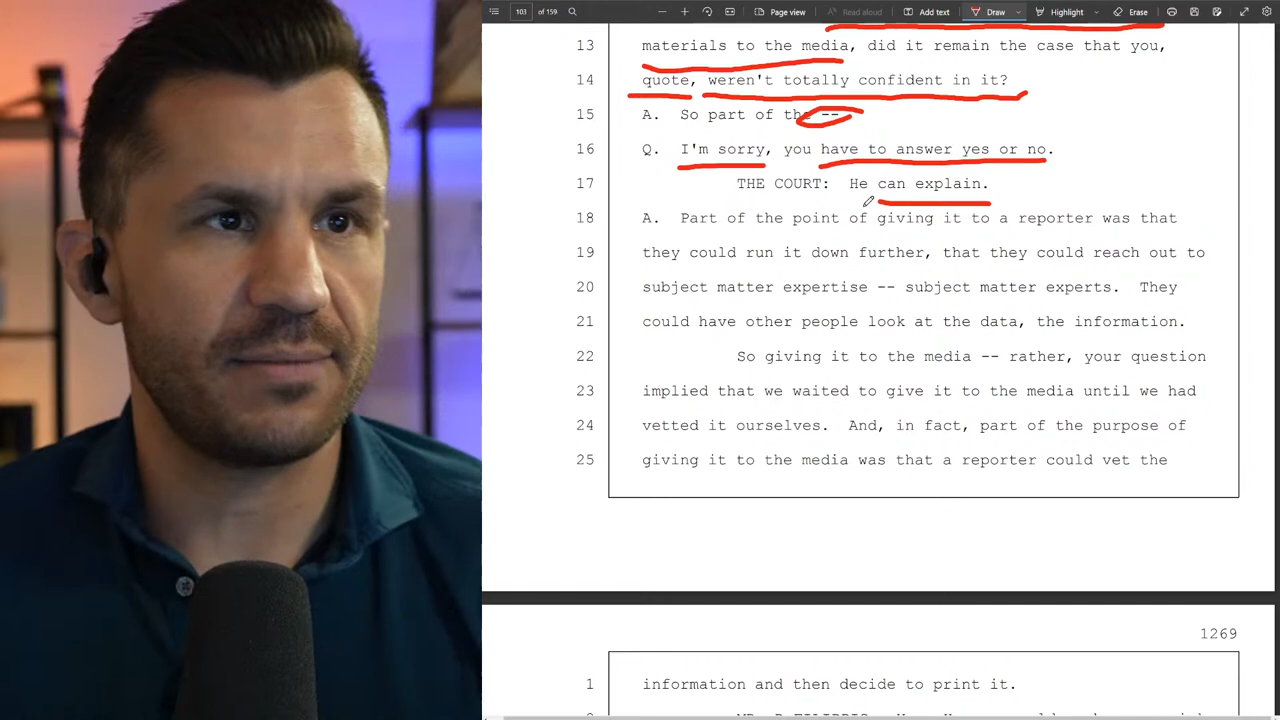 103 of 159 Page view Read aloud Add text Draw Highlight Erase
13 materials to the media, did it remain the case that you,
14 quote, weren't totally confident in it?
15 A. So part of the --
16 Q. I'm sorry, you have to answer yes or no.
17 THE COURT: He can explain.
18 A. Part of the point of giving it to a reporter was that
19 they could run it down further, that they could reach out to
20 subject matter expertise -- subject matter experts. They
21 could have other people look at the data, the information.
22 So giving it to the media -- rather, your question
23 implied that we waited to give it to the media until we had
24 vetted it ourselves. And, in fact, part of the purpose of
25 giving it to the media was that a reporter could vet the
1269
1 information and then decide to print it.